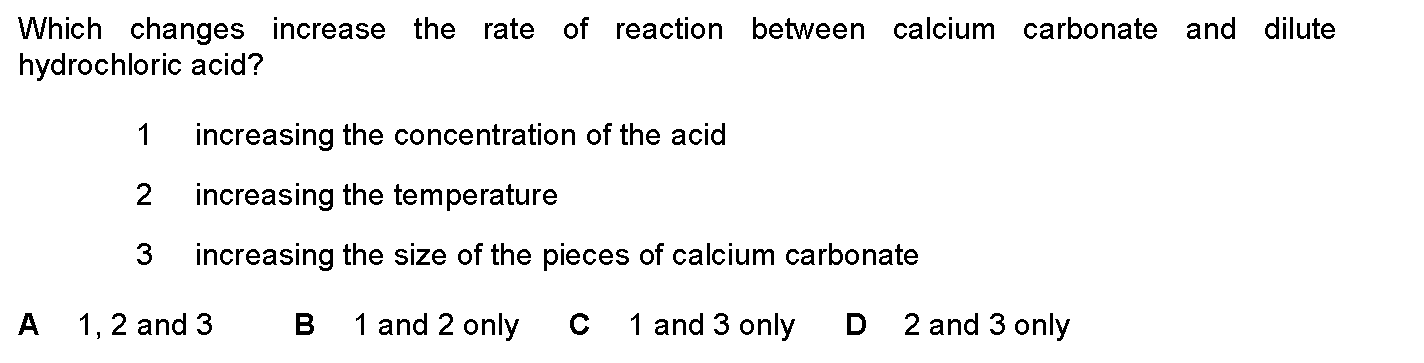 Which changes increase the rate of reaction between calcium carbonate and dilute
hydrochloric acid?
1 increasing the concentration of the acid
2 increasing the temperature
3 increasing the size of the pieces of calcium carbonate
A 1, 2 and 3 B 1 and 2 only C 1 and 3 only D 2 and 3 only